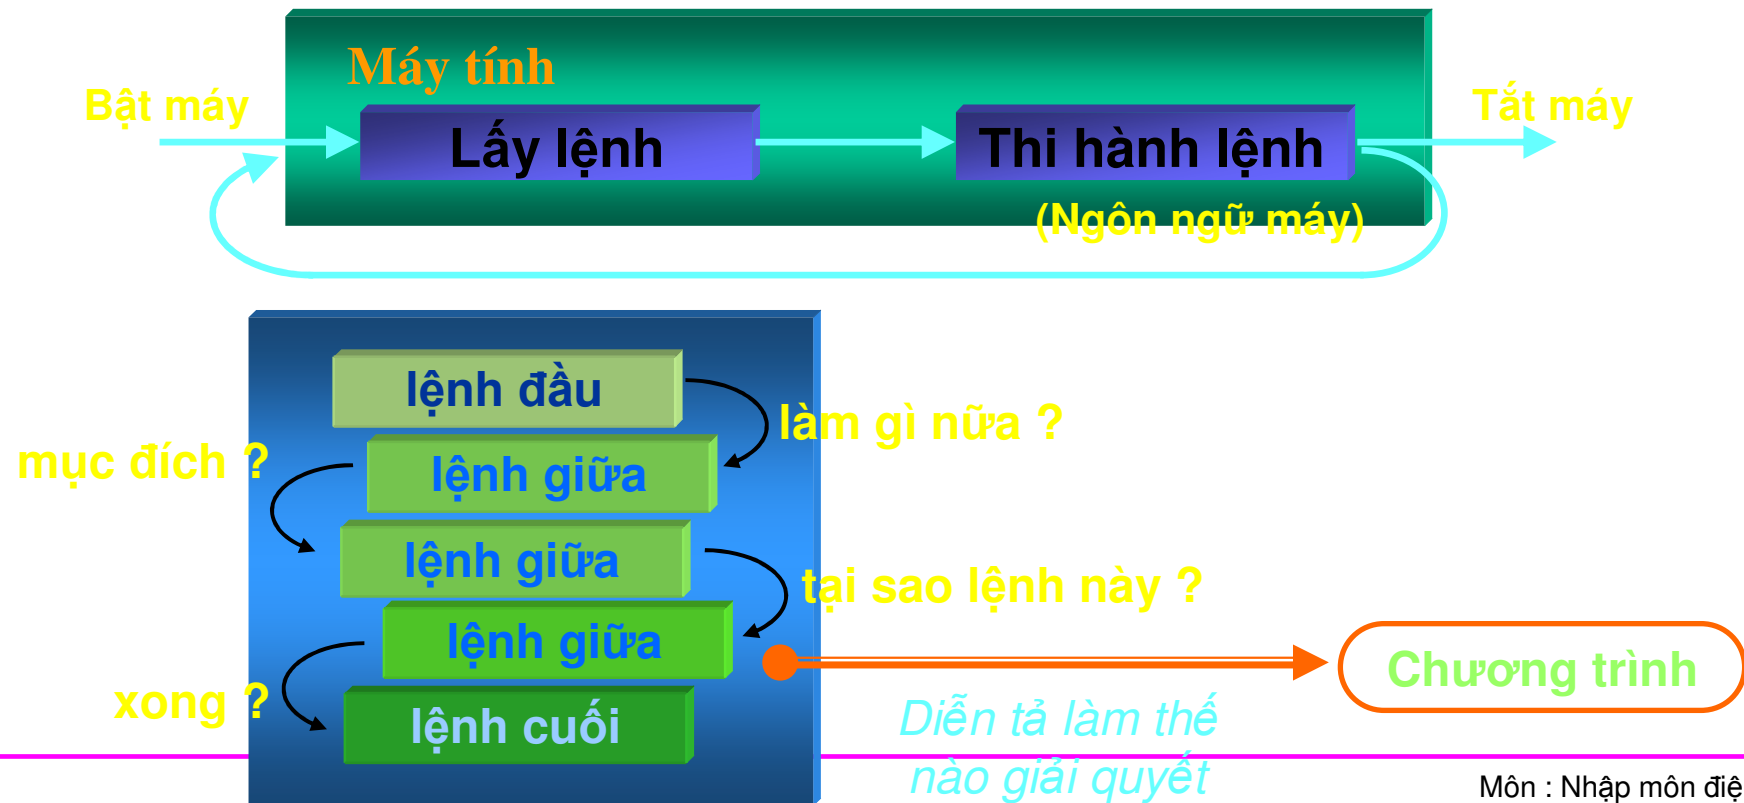 Máy tính
Bật máy
Lấy lệnh
Thi hành lệnh
Tắt máy
(Ngôn ngữ máy)
lệnh đầu
làm gì nữa ?
mục đích ?
lệnh giữa
lệnh giữa
tại sao lệnh này ?
lệnh giữa
Chương trình
xong ?
lệnh cuối
Diễn tả làm thế
nào giải quyết
Môn : Nhập môn điệ